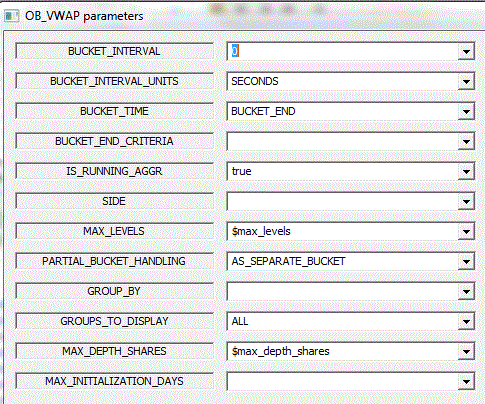 OB_VWAP parameters
BUCKET_INTERVAL 0
BUCKET_INTERVAL_UNITS SECONDS
BUCKET_TIME BUCKET_END
BUCKET_END_CRITERIA
IS_RUNNING_AGGR true
SIDE
MAX_LEVELS $max_levels
PARTIAL_BUCKET_HANDLING AS_SEPARATE_BUCKET
GROUP_BY
GROUPS_TO_DISPLAY ALL
MAX_DEPTH_SHARES $max_depth_shares
MAX_INITIALIZATION_DAYS